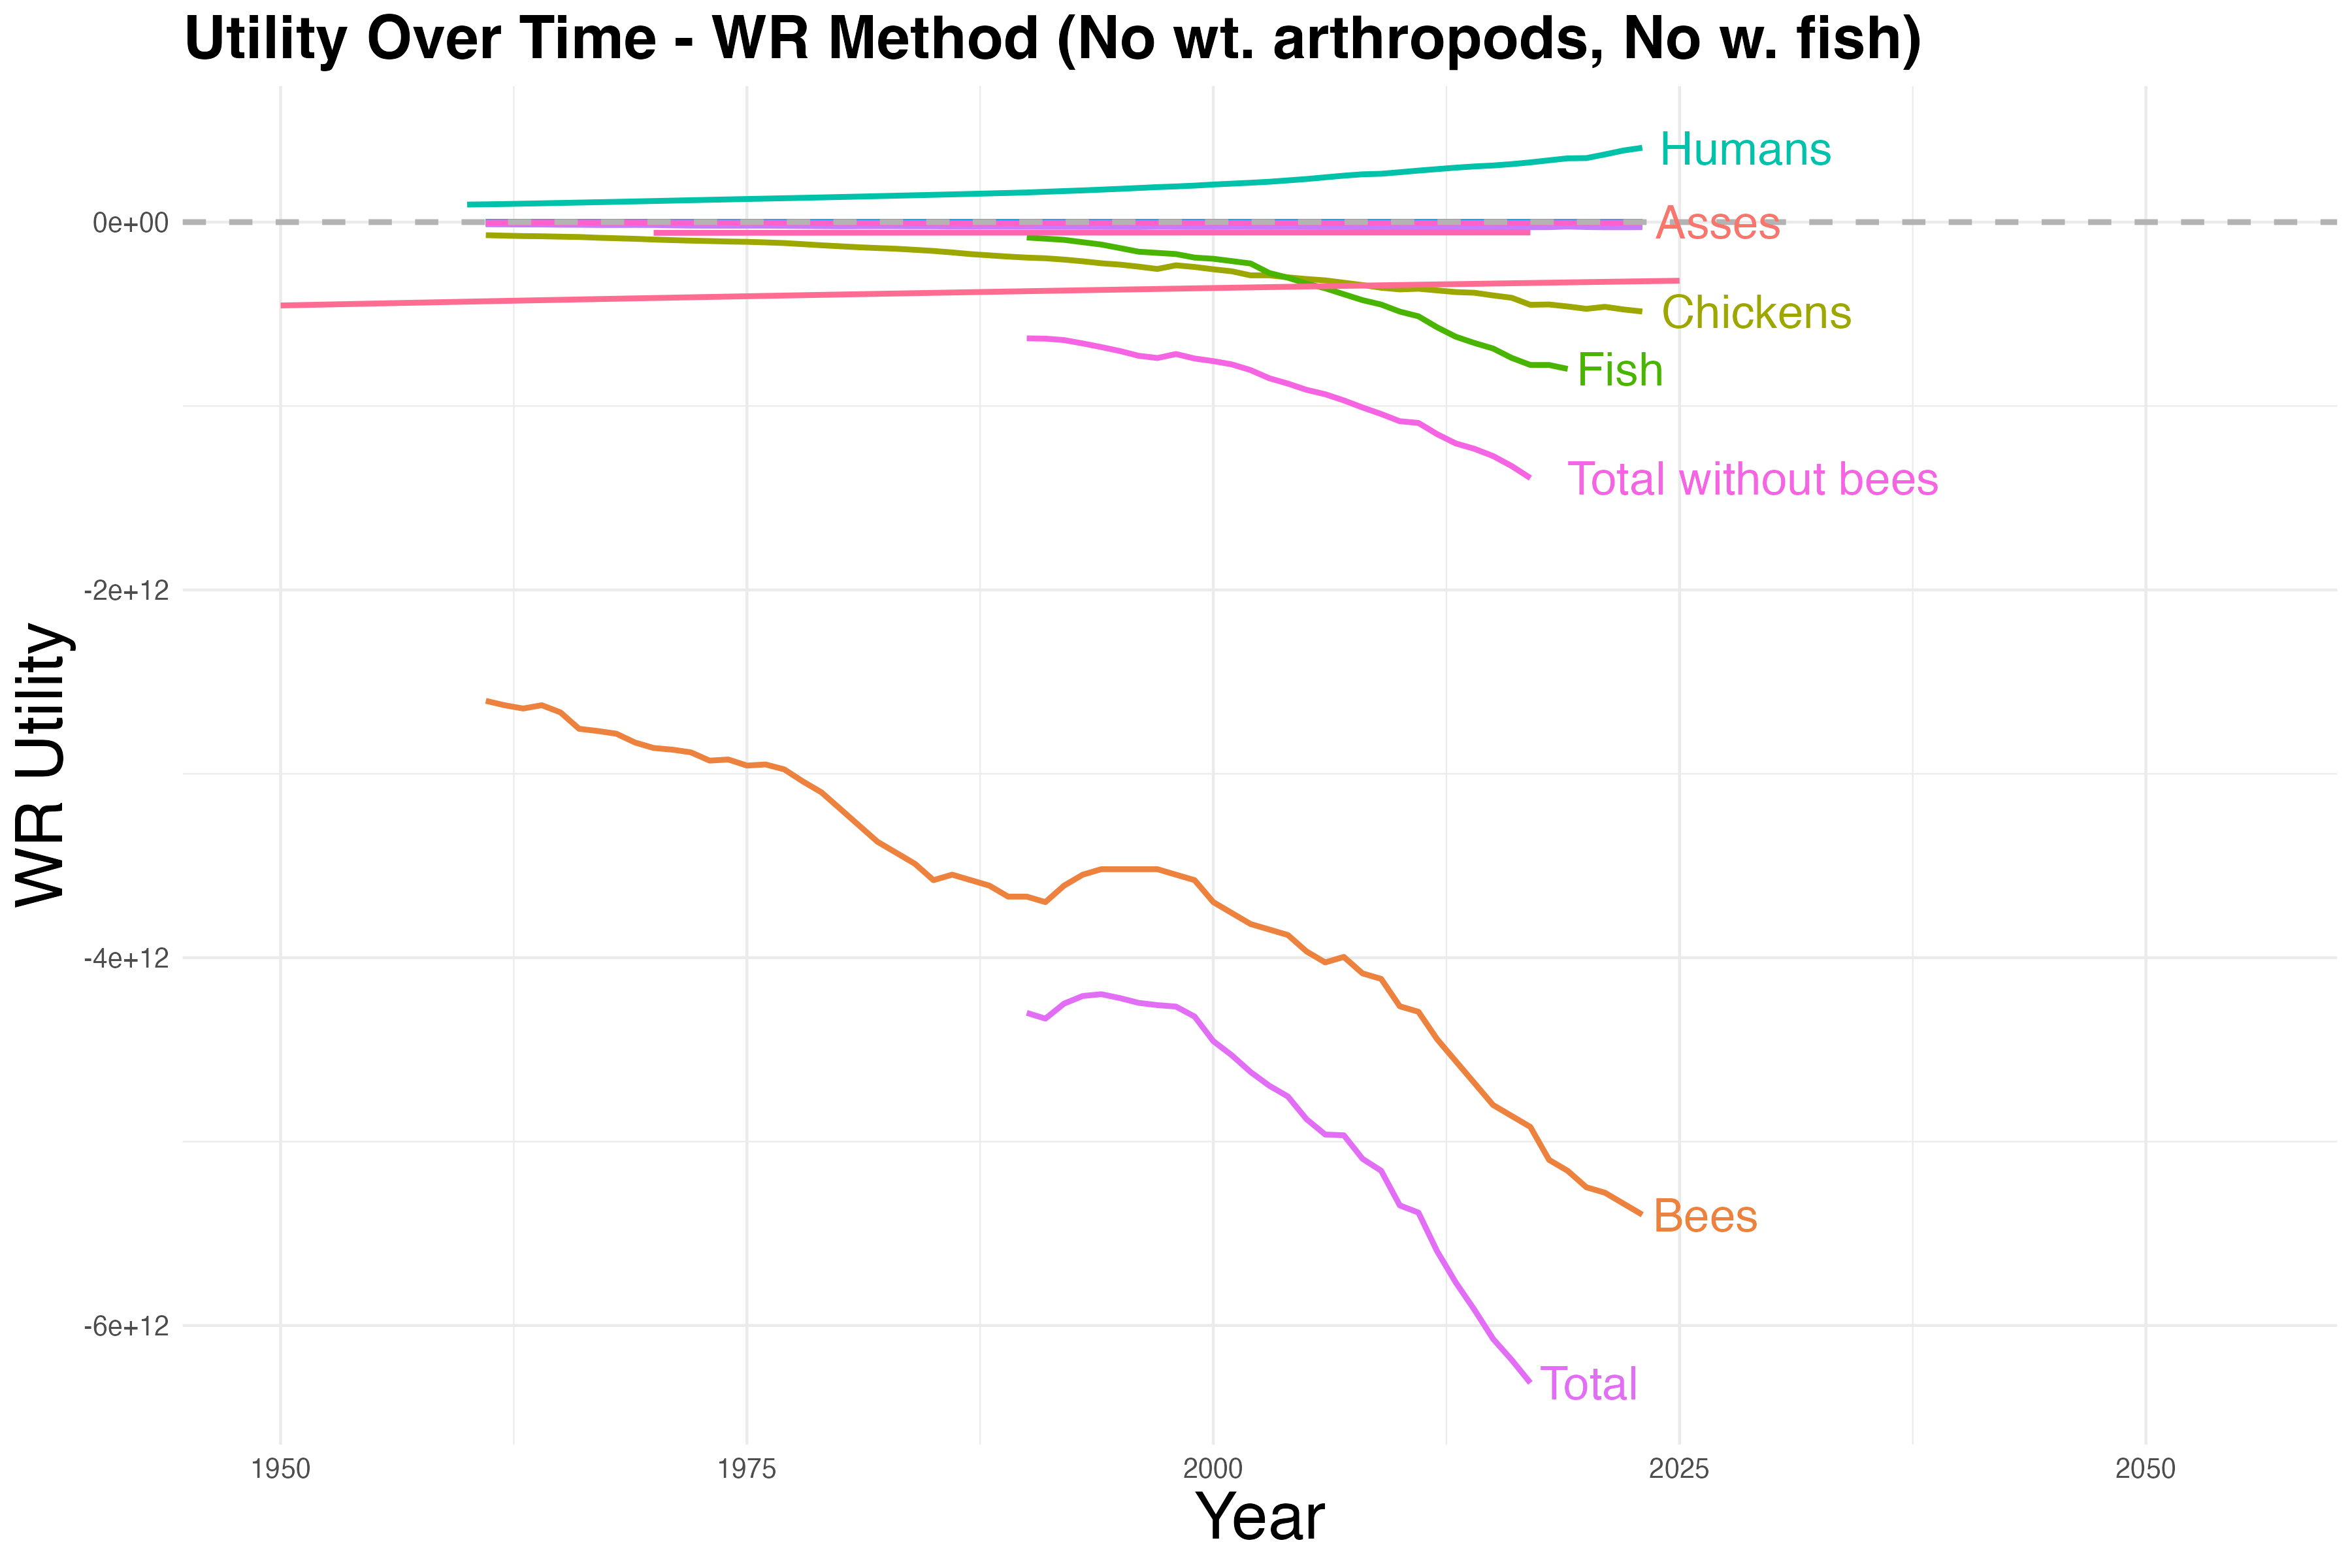 Utility Over Time - WR Method (No wt. arthropods, No w. fish)
Humans
0e+00
Asses
Chickens
Fish
Total without bees
-2e+12
WR Utility
-4e+12
Bees
-6e+12
Total
1950 1975 2000 2025 2050
Year